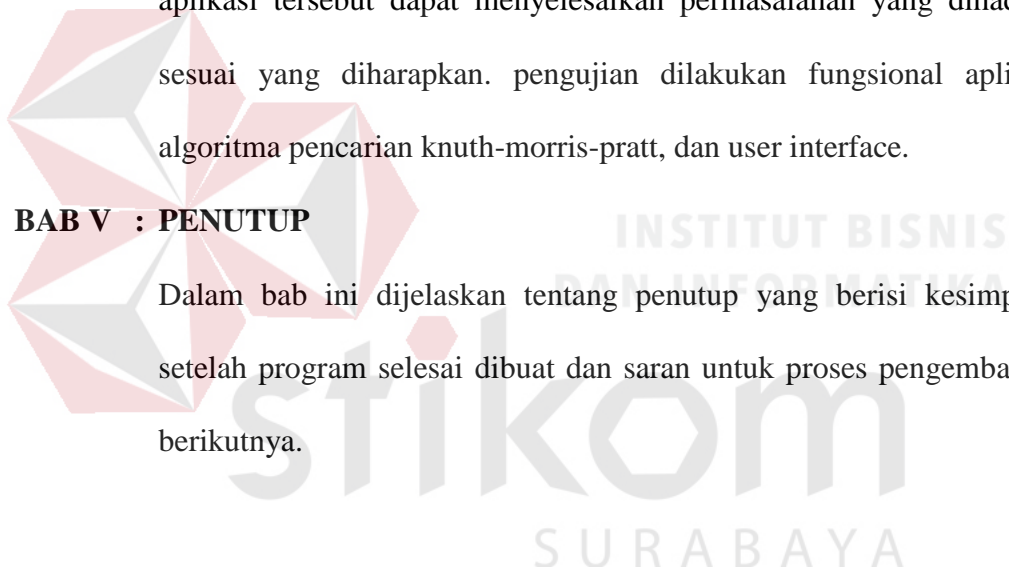 aplikasi tersebut dapat menyelesaikan permasalahan yang
sesuai yang diharapkan. pengujian dilakukan fungsional apli
algoritma pencarian knuth-morris-pratt, dan user interface.
BAB V : PENUTUP
INSTITUT BISNIS
DAN INFORMATIKA
Dalam bab ini dijelaskan tentang penutup yang berisi kesimp
setelah program selesai dibuat dan saran untuk proses pengemba
berikutnya.
stikom
SURABAYA